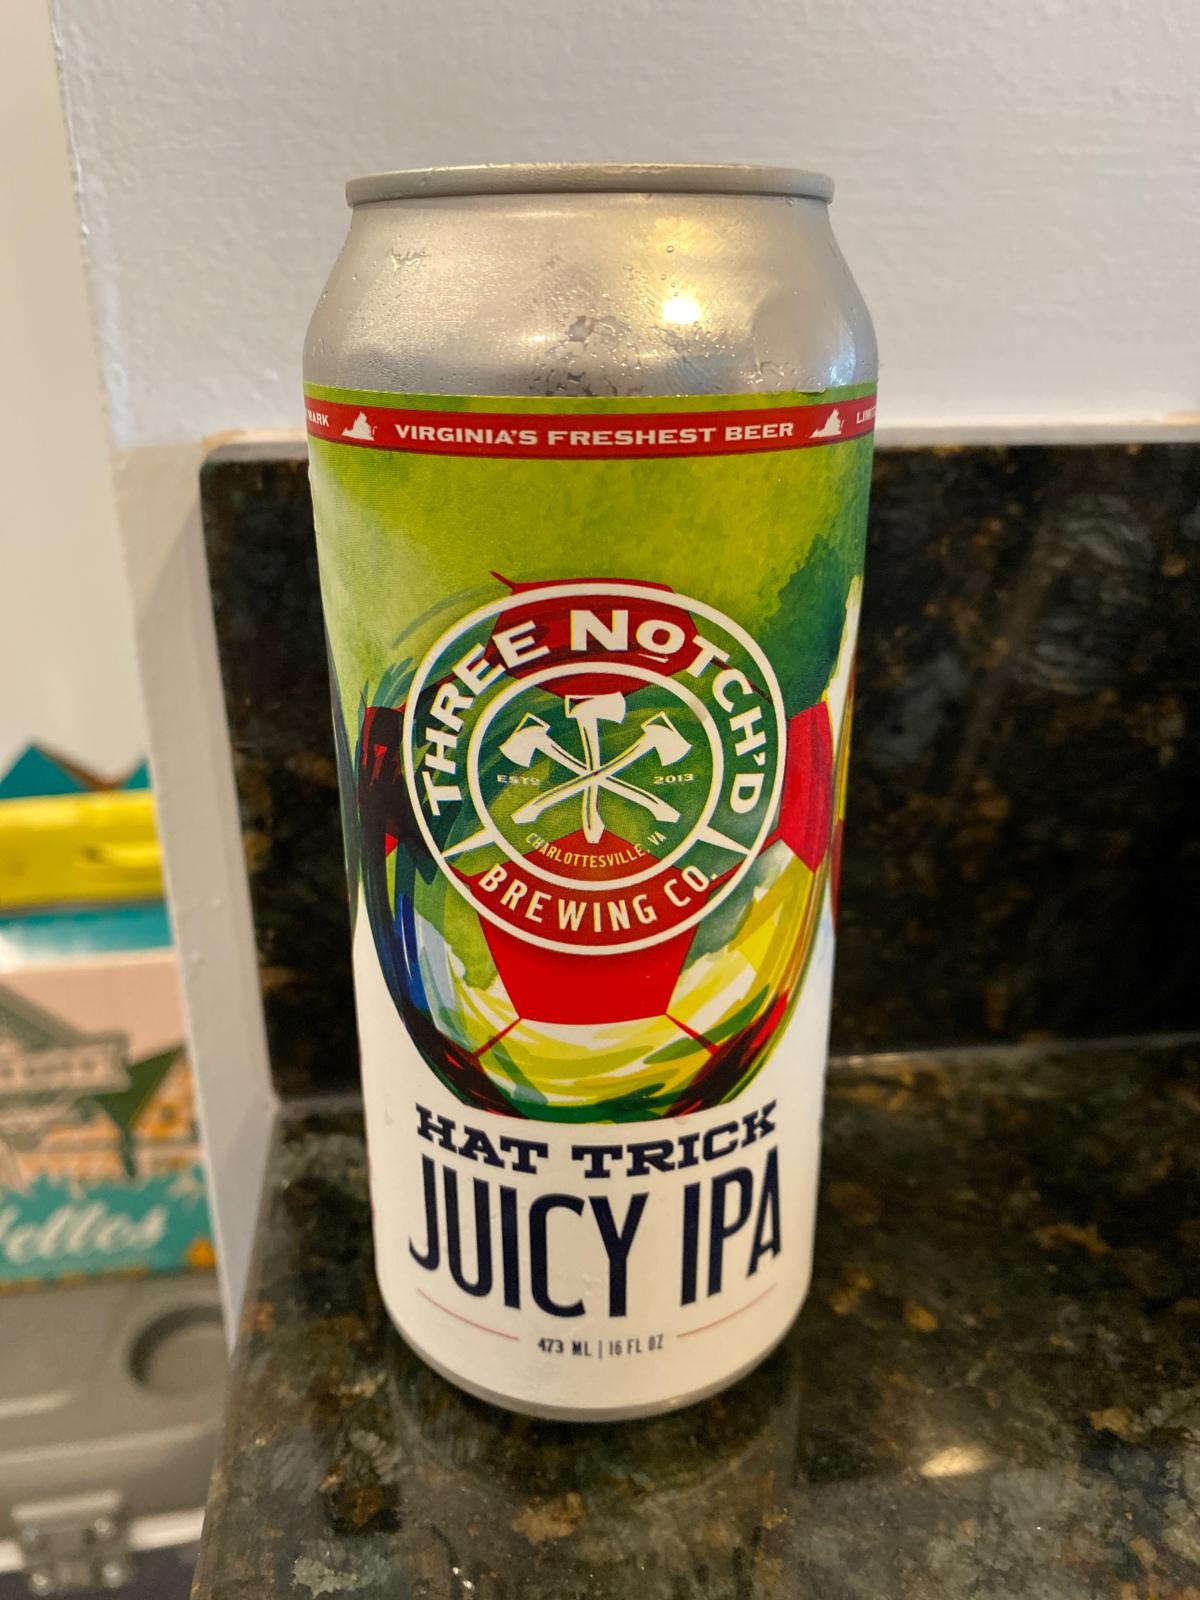 MARK VIRGINIA'S FRESHEST BEER
THREE NOTCH'D
ESTD 2013
CHARLOTTESVILLE, VA
BREWING CO.
HAT TRICK
JUICY IPA
473 ML | 16 FL OZ